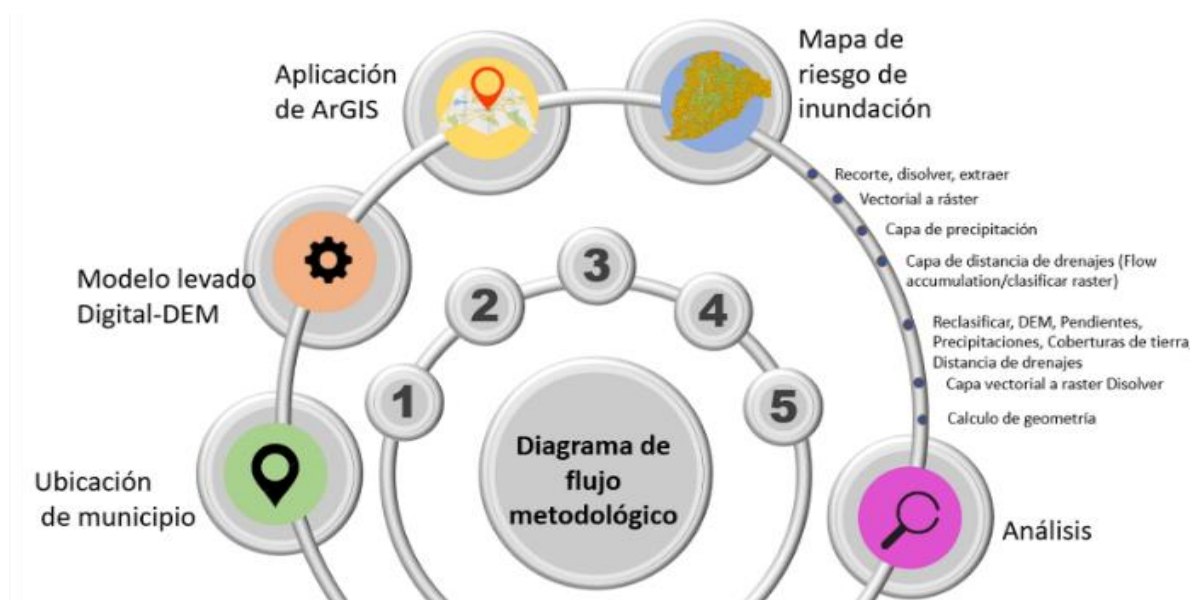 Aplicación
de ArGIS
Mapa de
riesgo de
inundación
Recorte, disolver, extraer
Vectorial a ráster
Capa de precipitación
Capa de distancia de drenajes (Flow
accumulation/clasificar raster)
Reclasificar, DEM, Pendientes,
Precipitaciones, Coberturas de tierra,
Distancia de drenajes
Capa vectorial a raster Disolver
Calculo de geometría
Modelo levado
Digital-DEM
Ubicación
de municipio
1
2
3
4
5
Diagrama de
flujo
metodológico
Análisis